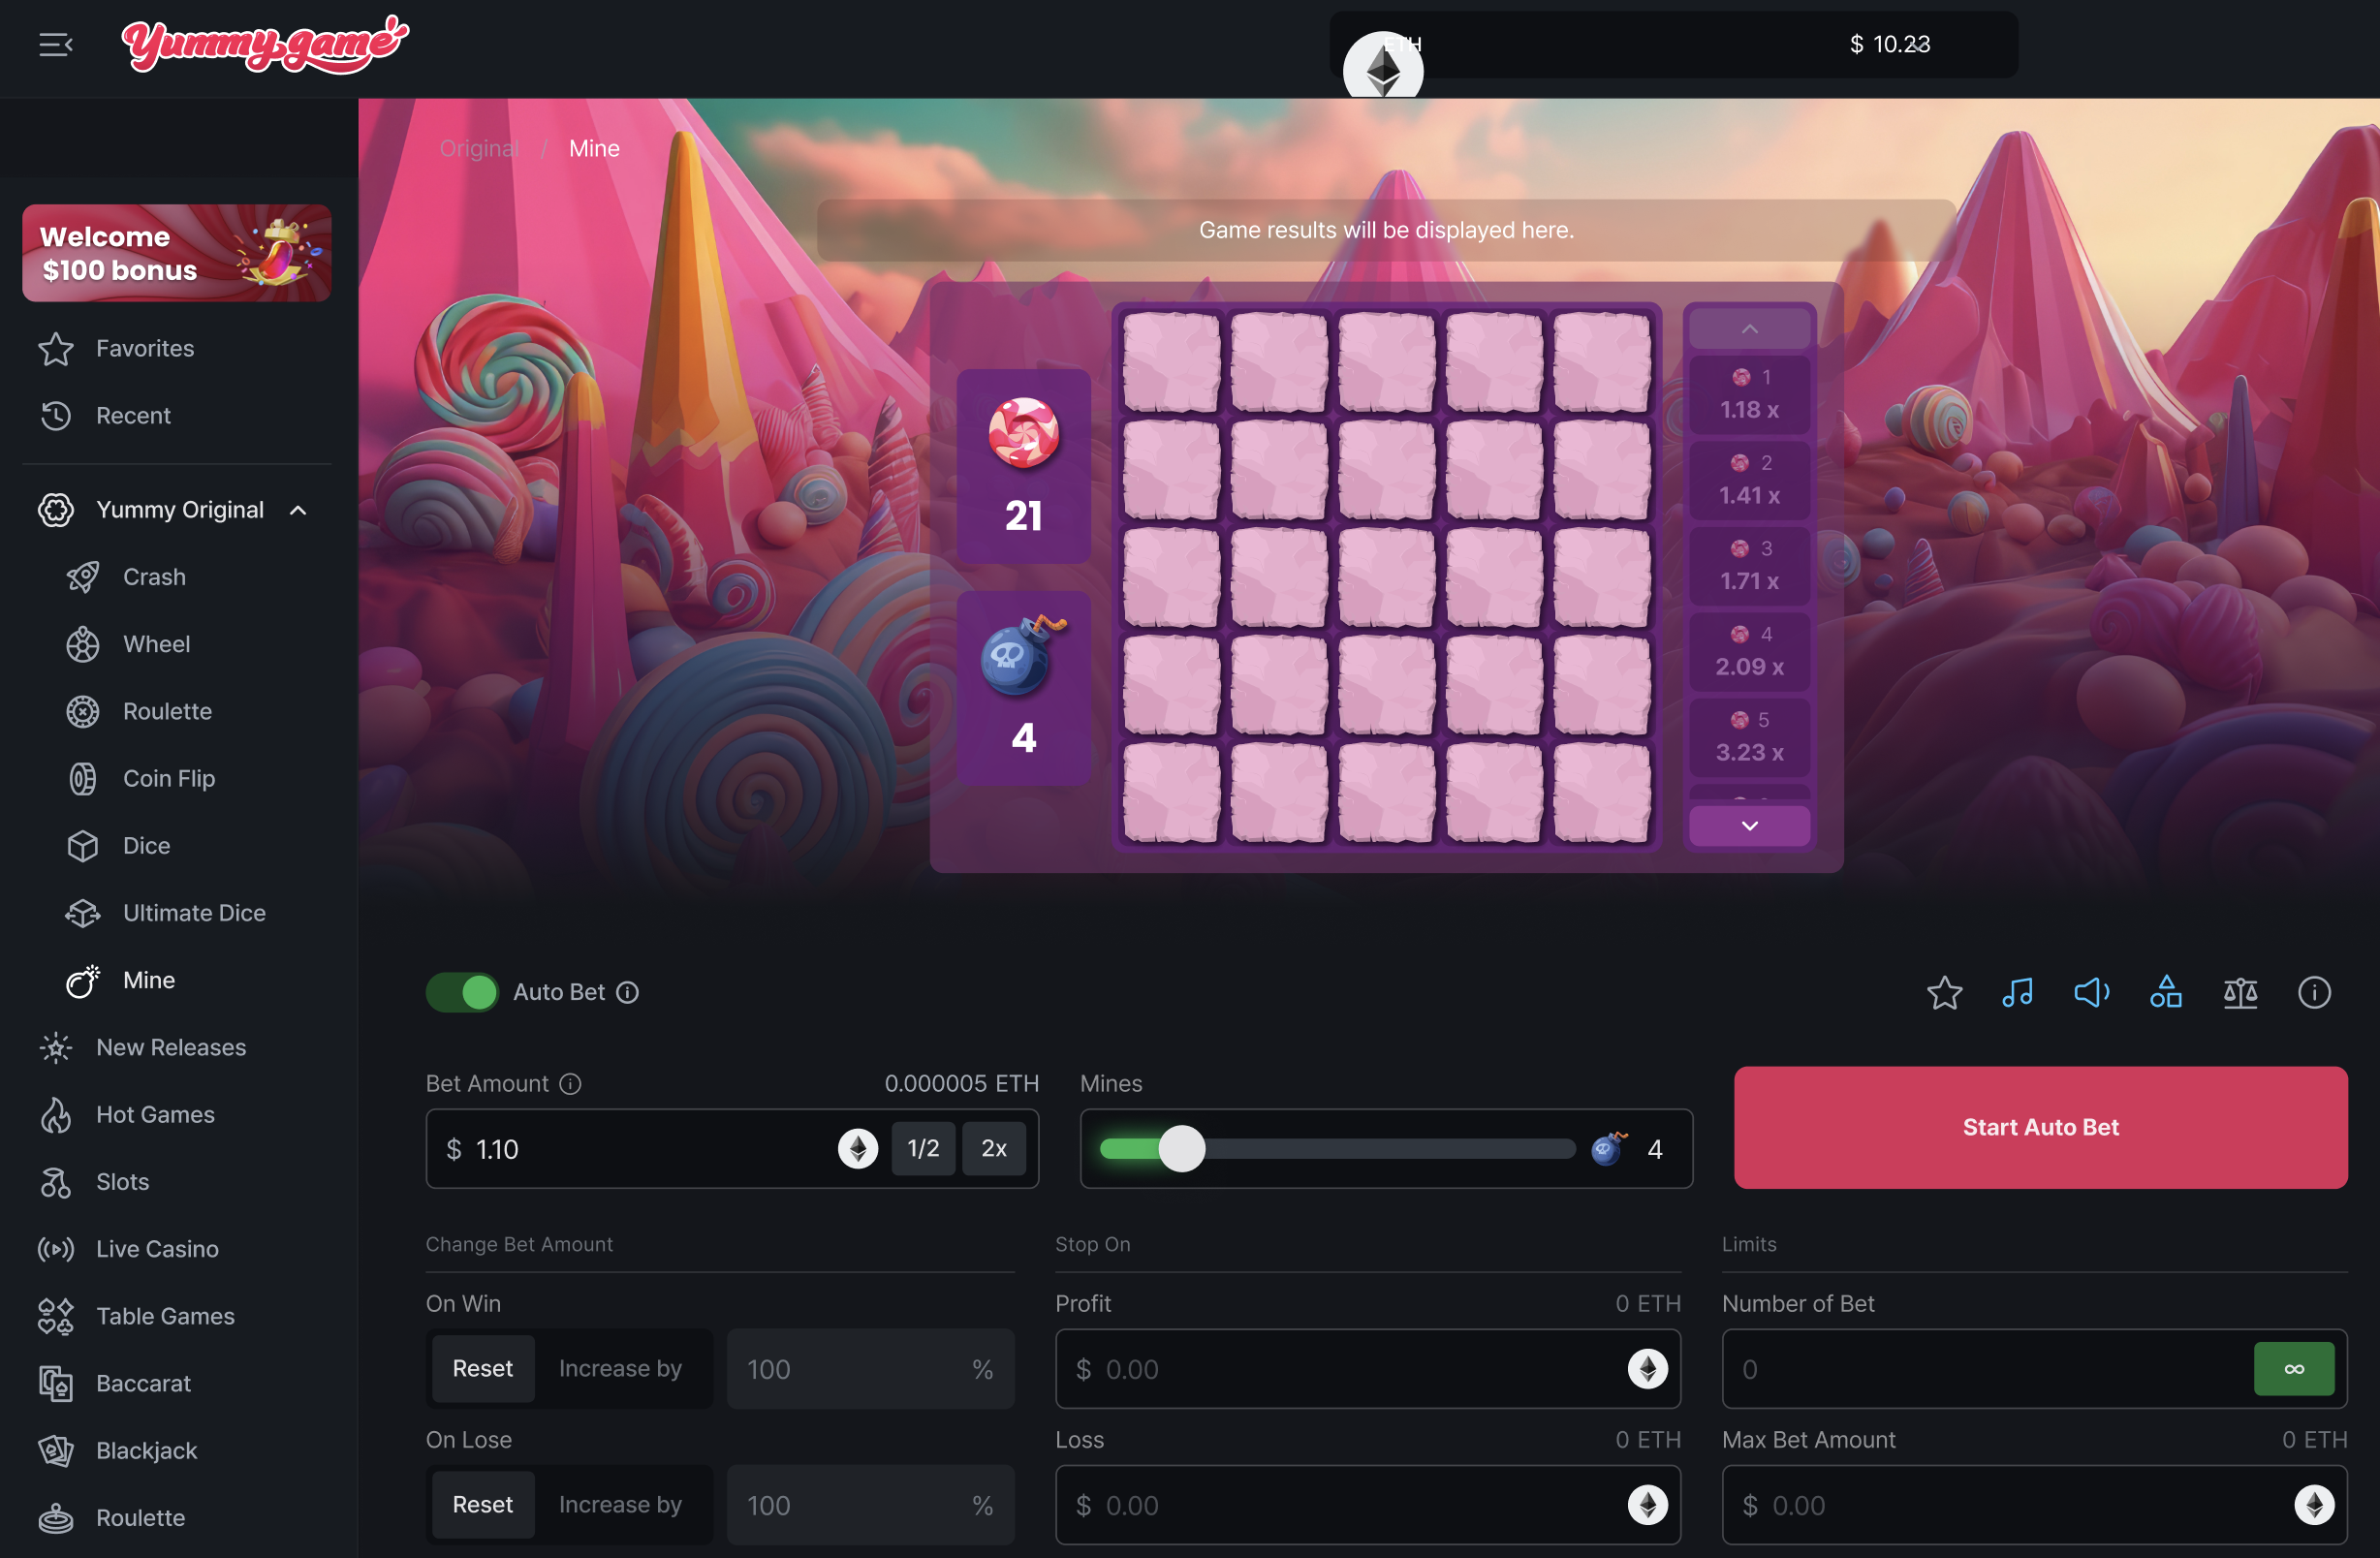 Yummy.game
ETH
$ 10.23
Welcome
$100 bonus
Favorites
Recent
Yummy Original
Crash
Wheel
Roulette
Coin Flip
Dice
Ultimate Dice
Mine
New Releases
Hot Games
Slots
Live Casino
Table Games
Baccarat
Blackjack
Roulette
Original / Mine
Game results will be displayed here.
21
4
1
1.18 x
2
1.41 x
3
1.71 x
4
2.09 x
5
3.23 x
Auto Bet
Bet Amount 0.000005 ETH
$ 1.10 1/2 2x
Mines
4
Start Auto Bet
Change Bet Amount
On Win
Reset Increase by 100 %
On Lose
Reset Increase by 100 %
Stop On
Profit 0 ETH
$ 0.00
Loss 0 ETH
$ 0.00
Limits
Number of Bet
0 ∞
Max Bet Amount 0 ETH
$ 0.00